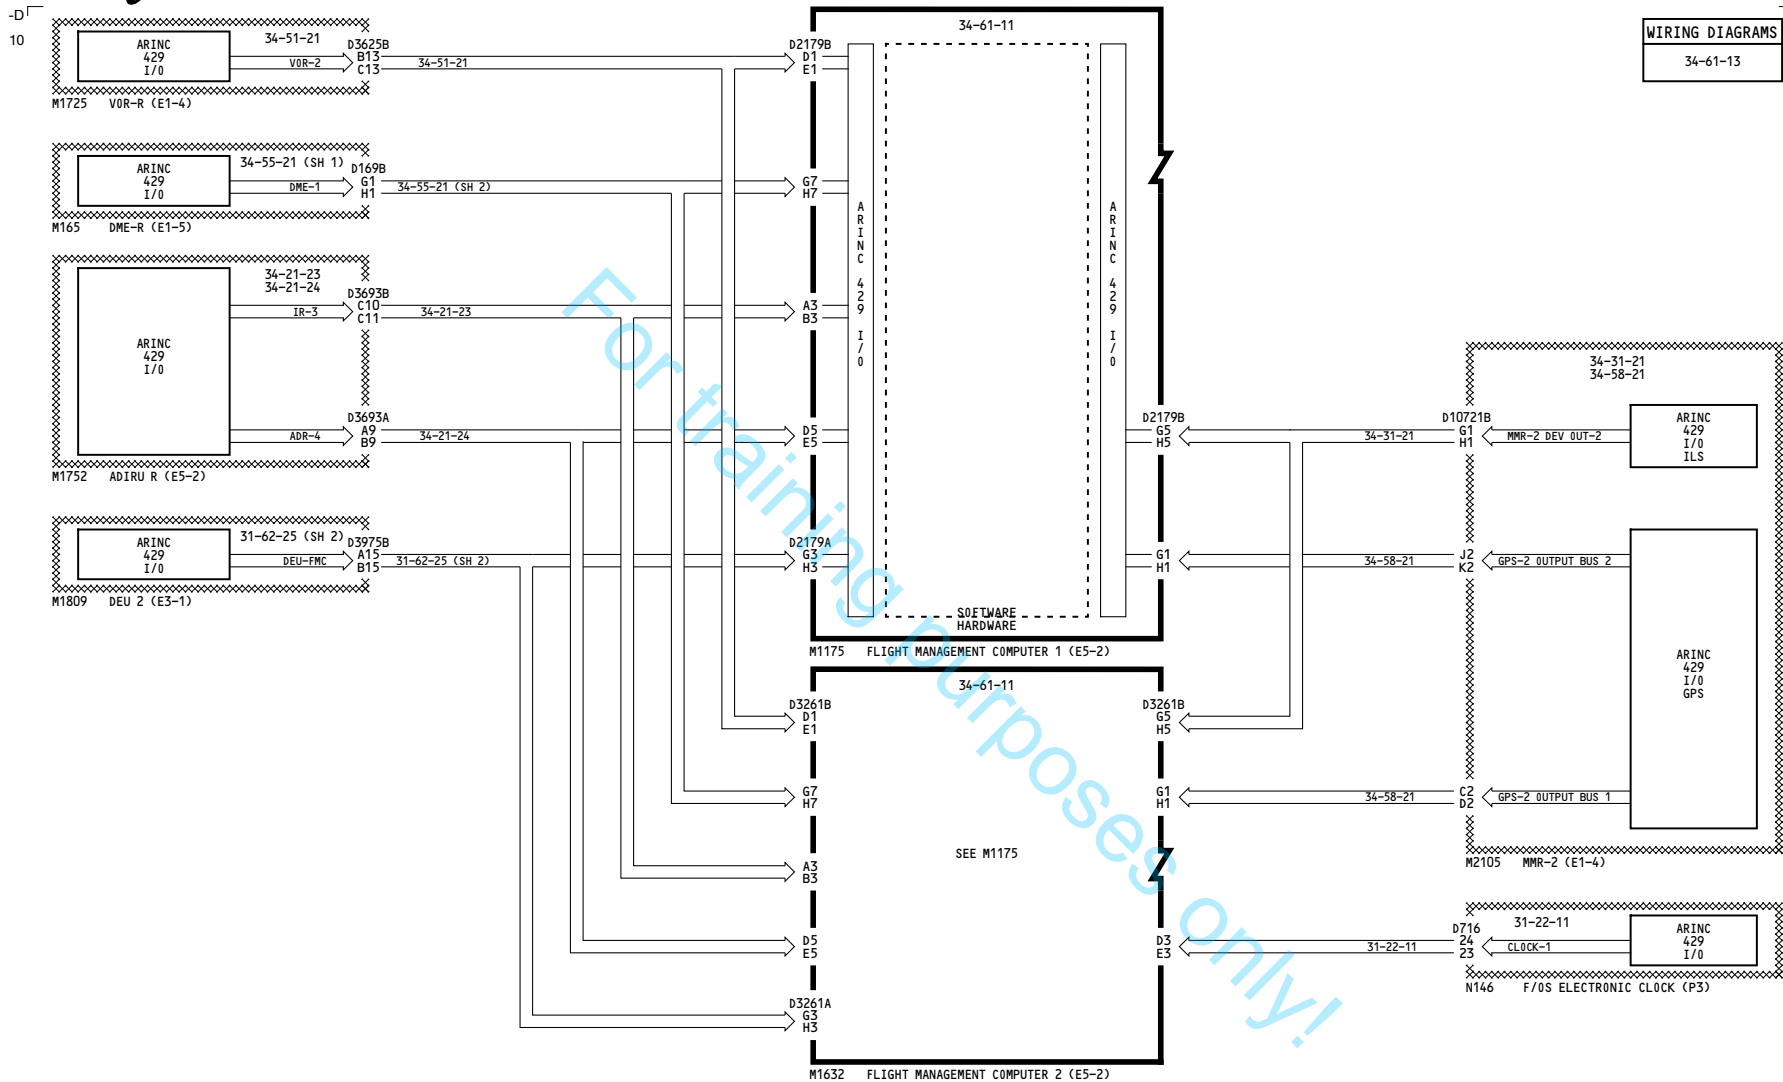 -D
10
WIRING DIAGRAMS
34-61-13
34-51-21
ARINC
429
I/O
VOR-2
D3625B
B13
C13
34-51-21
M1725 VOR-R (E1-4)
34-55-21 (SH 1)
ARINC
429
I/O
DME-1
D169B
G1
H1
34-55-21 (SH 2)
M165 DME-R (E1-5)
34-21-23
34-21-24
ARINC
429
I/O
IR-3
D3693B
C10
C11
34-21-23
ADR-4
D3693A
A9
B9
34-21-24
M1752 ADIRU R (E5-2)
31-62-25 (SH 2)
ARINC
429
I/O
DEU-FMC
D3975B
A15
B15
31-62-25 (SH 2)
M1809 DEU 2 (E3-1)
34-61-11
D2179B
D1
E1
G7
H7
A3
B3
D5
E5
D2179A
G3
H3
ARINC 429 I/O
ARINC 429 I/O
SOFTWARE
HARDWARE
D2179B
G5
H5
G1
H1
M1175 FLIGHT MANAGEMENT COMPUTER 1 (E5-2)
34-61-11
D3261B
D1
E1
G7
H7
A3
B3
D5
E5
D3261A
G3
H3
SEE M1175
D3261B
G5
H5
G1
H1
D3
E3
M1632 FLIGHT MANAGEMENT COMPUTER 2 (E5-2)
34-31-21
34-58-21
34-31-21
D10721B
G1
H1
MMR-2 DEV OUT-2
ARINC
429
I/O
ILS
34-58-21
J2
K2
GPS-2 OUTPUT BUS 2
ARINC
429
I/O
GPS
34-58-21
C2
D2
GPS-2 OUTPUT BUS 1
M2105 MMR-2 (E1-4)
31-22-11
31-22-11
D716
24
23
CLOCK-1
ARINC
429
I/O
N146 F/OS ELECTRONIC CLOCK (P3)
For training purposes only!